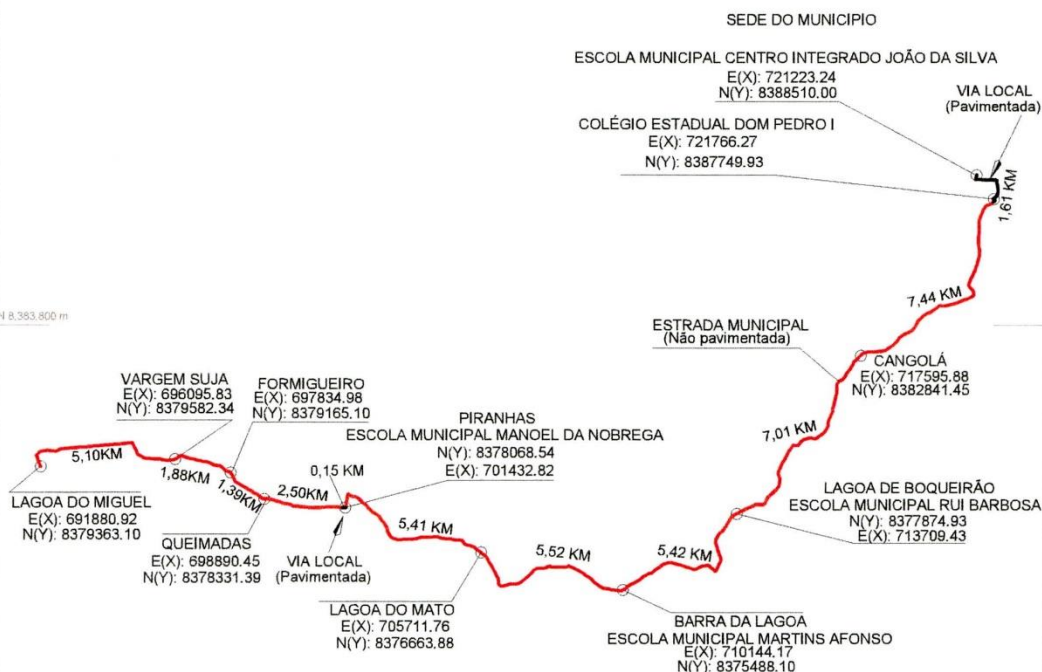 SEDE DO MUNICIPIO
ESCOLA MUNICIPAL CENTRO INTEGRADO JOÃO DA SILVA
E(X): 721223.24
N(Y): 8388510.00
VIA LOCAL
(Pavimentada)
COLÉGIO ESTADUAL DOM PEDRO I
E(X): 721766.27
N(Y): 8387749.93
1,61 KM
7,44 KM
N 8,383,800 m
ESTRADA MUNICIPAL
(Não pavimentada)
CANGOLÁ
E(X): 717595.88
N(Y): 8382841.45
7,01 KM
VARGEM SUJA
E(X): 696095.83
N(Y): 8379582.34
FORMIGUEIRO
E(X): 697834.98
N(Y): 8379165.10
PIRANHAS
ESCOLA MUNICIPAL MANOEL DA NOBREGA
N(Y): 8378068.54
E(X): 701432.82
5,10KM
1,88KM
1,39KM
2,50KM
0,15 KM
LAGOA DO MIGUEL
E(X): 691880.92
N(Y): 8379363.10
QUEIMADAS
E(X): 698890.45
N(Y): 8378331.39
VIA LOCAL
(Pavimentada)
5,41 KM
LAGOA DO MATO
E(X): 705711.76
N(Y): 8376663,88
5,52 KM
5,42 KM
LAGOA DE BOQUEIRÃO
ESCOLA MUNICIPAL RUI BARBOSA
N(Y): 8377874.93
E(X): 713709.43
BARRA DA LAGOA
ESCOLA MUNICIPAL MARTINS AFONSO
E(X): 710144.17
N(Y): 8375488.10